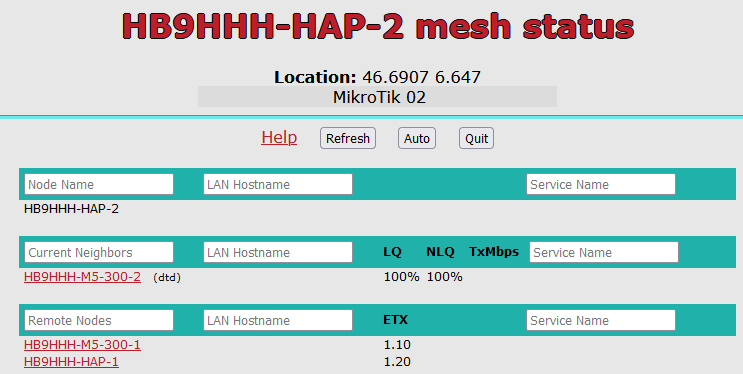 HB9HHH-HAP-2 mesh status
Location: 46.6907 6.647
MikroTik 02
Help Refresh Auto Quit
Node Name LAN Hostname Service Name
HB9HHH-HAP-2
Current Neighbors LAN Hostname LQ NLQ TxMbps Service Name
HB9HHH-M5-300-2 (dtd) 100% 100%
Remote Nodes LAN Hostname ETX Service Name
HB9HHH-M5-300-1 1.10
HB9HHH-HAP-1 1.20